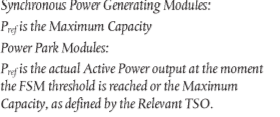 Synchronous Power Generating Modules:
Pref is the Maximum Capacity
Power Park Modules:
Pref is the actual Active Power output at the moment
the FSM threshold is reached or the Maximum
Capacity, as defined by the Relevant TSO.